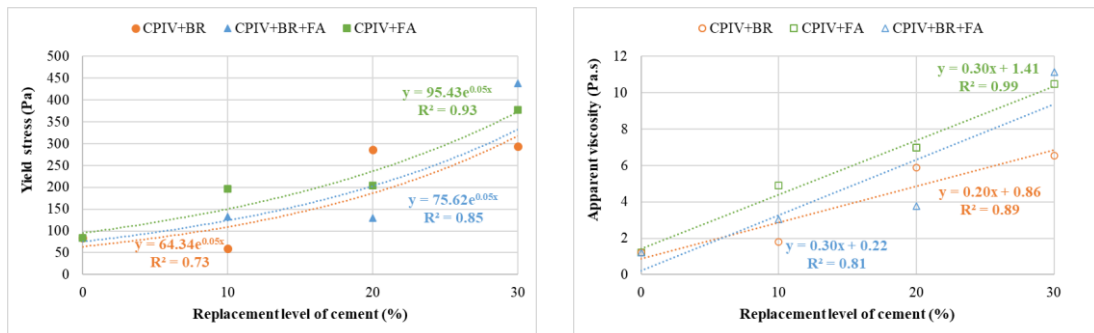 CPIV+BR CPIV+BR+FA CPIV+FA
Yield stress (Pa)
500
450
400
350
300
250
200
150
100
50
0
y = 95.43e^0.05x
R² = 0.93
y = 75.62e^0.05x
R² = 0.85
y = 64.34e^0.05x
R² = 0.73
0 10 20 30
Replacement level of cement (%)
CPIV+BR CPIV+FA CPIV+BR+FA
Apparent viscosity (Pa.s)
12
10
8
6
4
2
0
y = 0.30x + 1.41
R² = 0.99
y = 0.20x + 0.86
R² = 0.89
y = 0.30x + 0.22
R² = 0.81
0 10 20 30
Replacement level of cement (%)